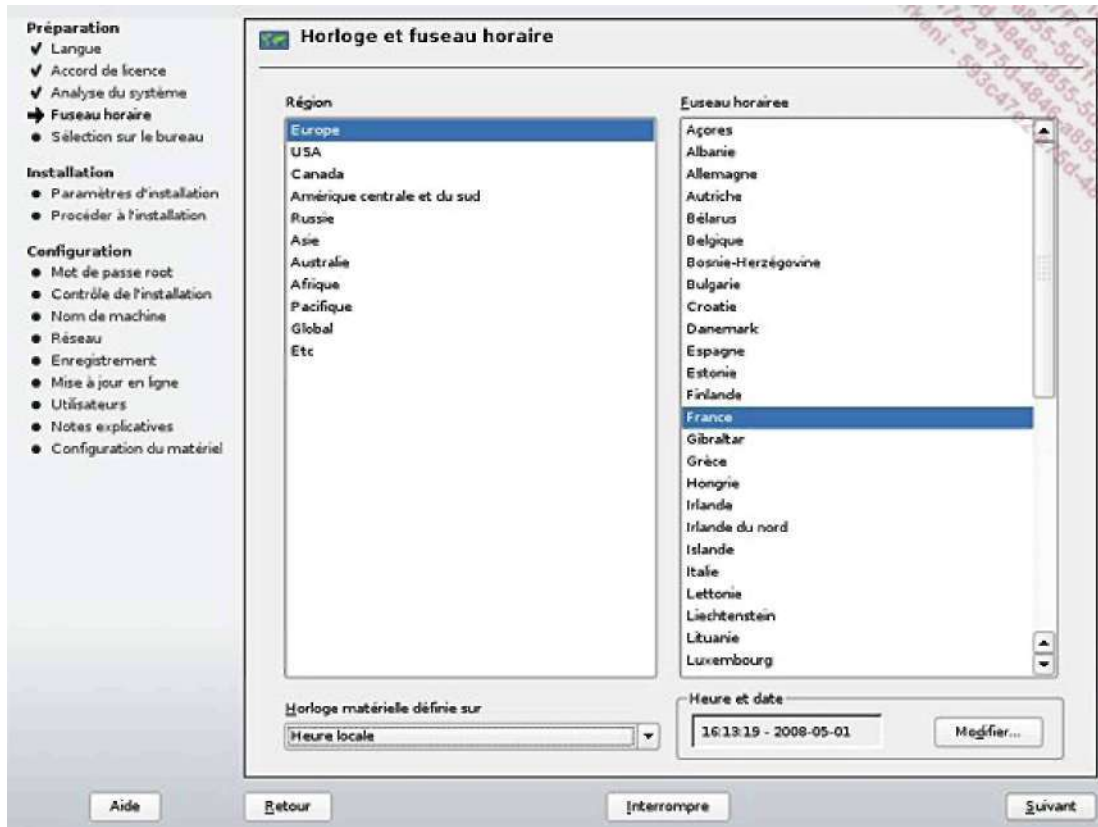 Préparation
Langue
Accord de licence
Analyse du système
Fuseau horaire
Sélection sur le bureau
Installation
Paramètres d'installation
Procéder à l'installation
Configuration
Mot de passe root
Contrôle de l'installation
Nom de machine
Réseau
Enregistrement
Mise à jour en ligne
Utilisateurs
Notes explicatives
Configuration du matériel
Horloge et fuseau horaire
Région
Europe
USA
Canada
Amérique centrale et du sud
Russie
Asie
Australie
Afrique
Pacifique
Global
Etc
Horloge matérielle définie sur
Heure locale
Fuseau horairee
Açores
Albanie
Allemagne
Autriche
Bélarus
Belgique
Bosnie-Herzégovine
Bulgarie
Croatie
Danemark
Espagne
Estonie
Finlande
France
Gibraltar
Grèce
Hongrie
Irlande
Irlande du nord
Islande
Italie
Lettonie
Liechtenstein
Lituanie
Luxembourg
Heure et date
16:13:19 - 2008-05-01
Modifier...
Aide
Retour
Interrompre
Suivant